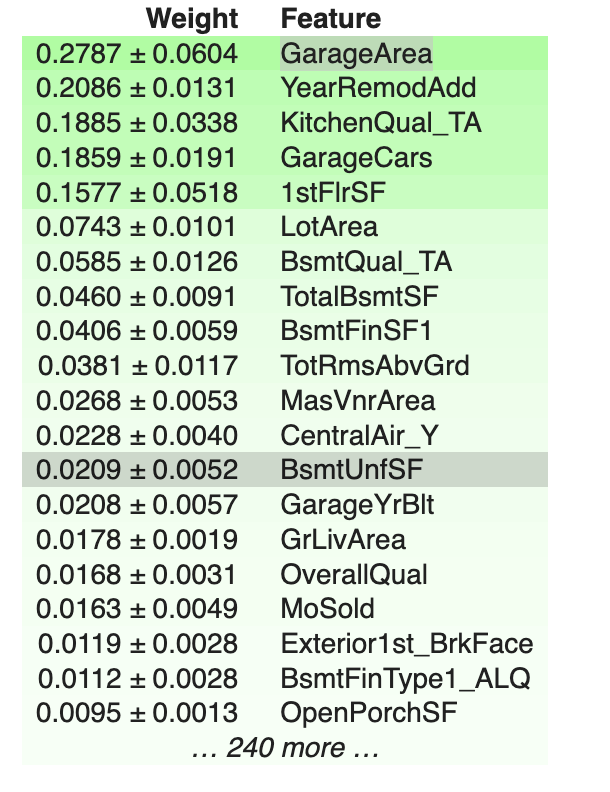 Weight Feature
0.2787 ± 0.0604 GarageArea
0.2086 ± 0.0131 YearRemodAdd
0.1885 ± 0.0338 KitchenQual_TA
0.1859 ± 0.0191 GarageCars
0.1577 ± 0.0518 1stFlrSF
0.0743 ± 0.0101 LotArea
0.0585 ± 0.0126 BsmtQual_TA
0.0460 ± 0.0091 TotalBsmtSF
0.0406 ± 0.0059 BsmtFinSF1
0.0381 ± 0.0117 TotRmsAbvGrd
0.0268 ± 0.0053 MasVnrArea
0.0228 ± 0.0040 CentralAir_Y
0.0209 ± 0.0052 BsmtUnfSF
0.0208 ± 0.0057 GarageYrBlt
0.0178 ± 0.0019 GrLivArea
0.0168 ± 0.0031 OverallQual
0.0163 ± 0.0049 MoSold
0.0119 ± 0.0028 Exterior1st_BrkFace
0.0112 ± 0.0028 BsmtFinType1_ALQ
0.0095 ± 0.0013 OpenPorchSF
… 240 more …